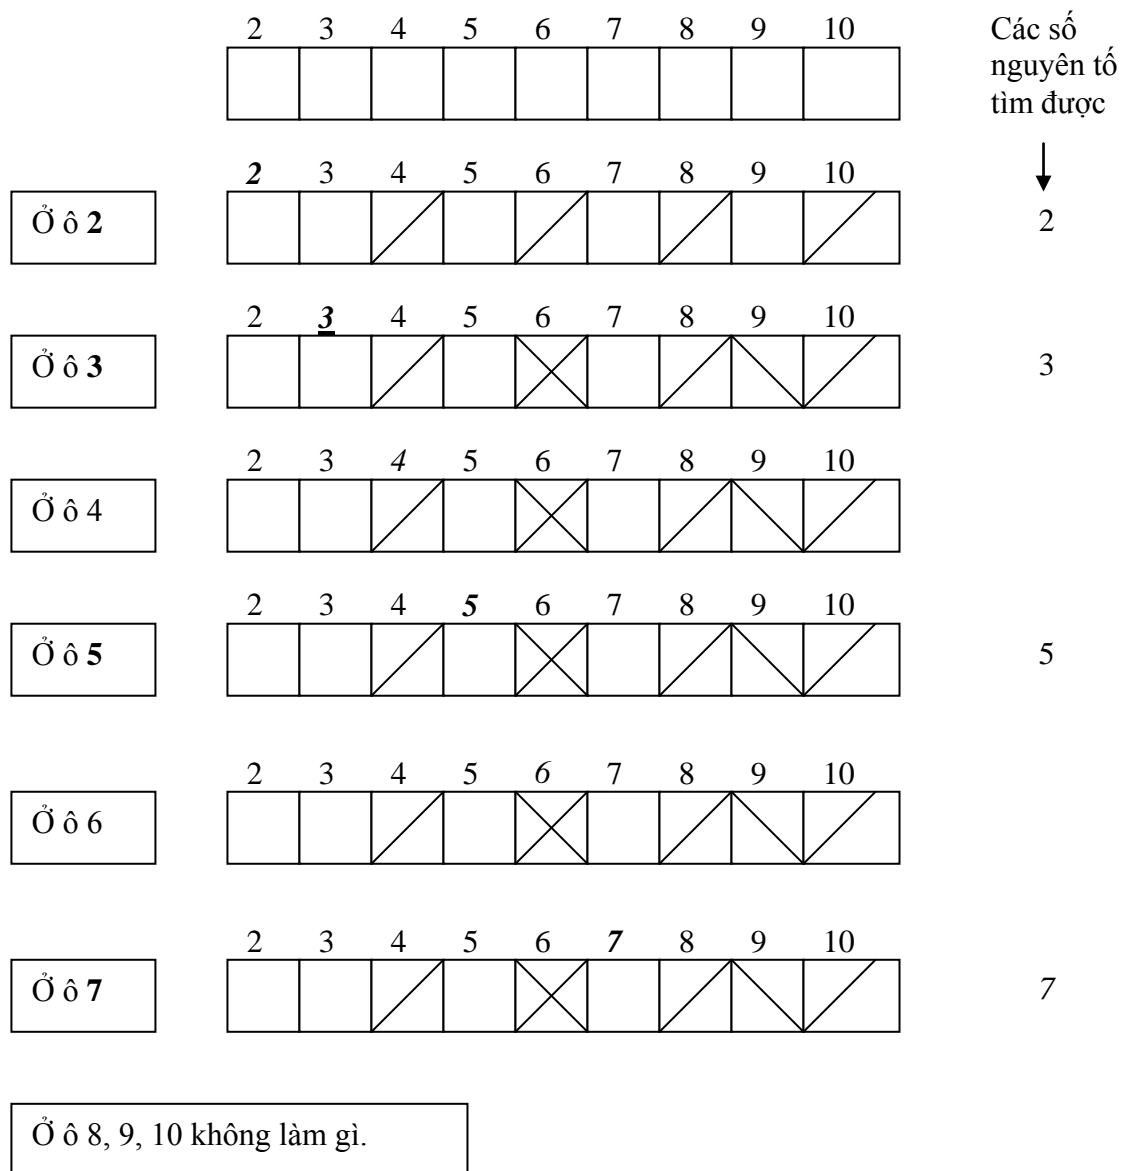 2 3 4 5 6 7 8 9 10
Các số
nguyên tố
tìm được
2 3 4 5 6 7 8 9 10
Ở ô 2
2
2 3 4 5 6 7 8 9 10
Ở ô 3
3
2 3 4 5 6 7 8 9 10
Ở ô 4
2 3 4 5 6 7 8 9 10
Ở ô 5
5
2 3 4 5 6 7 8 9 10
Ở ô 6
2 3 4 5 6 7 8 9 10
Ở ô 7
7
Ở ô 8, 9, 10 không làm gì.